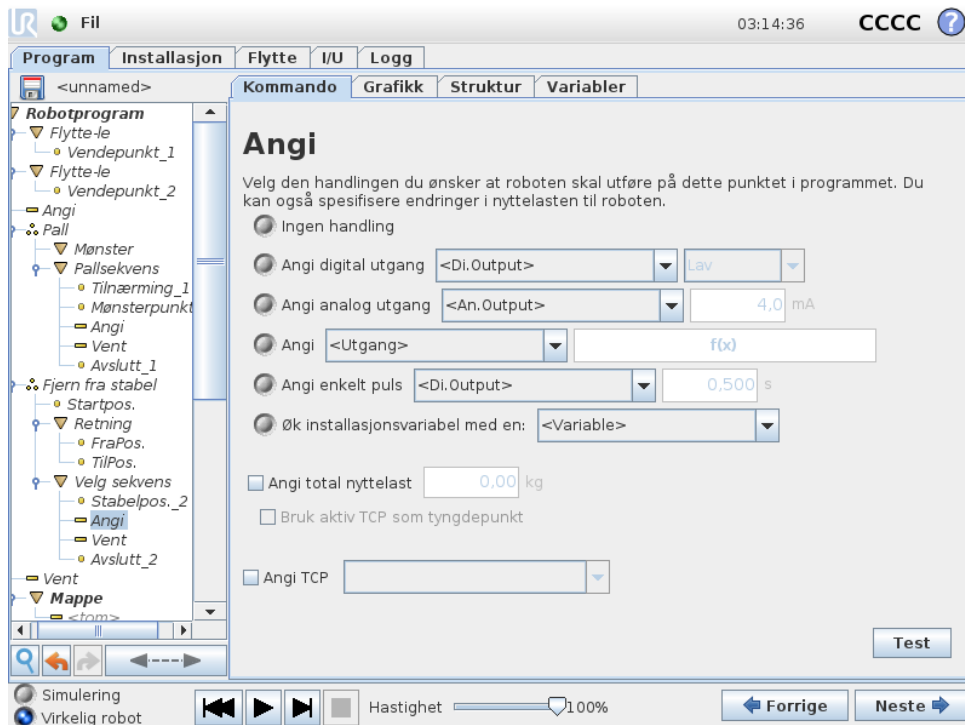 UR Fil 03:14:36 CCCC ?
Program Installasjon Flytte I/U Logg
<unnamed>
Kommando Grafikk Struktur Variabler
Robotprogram
Flytte-le
Vendepunkt_1
Flytte-le
Vendepunkt_2
Angi
Pall
Mønster
Pallsekvens
Tilnærming_1
Mønsterpunkt
Angi
Vent
Avslutt_1
Fjern fra stabel
Startpos.
Retning
FraPos.
TilPos.
Velg sekvens
Stabelpos._2
Angi
Vent
Avslutt_2
Vent
Mappe
<tom>
Angi
Velg den handlingen du ønsker at roboten skal utføre på dette punktet i programmet. Du
kan også spesifisere endringer i nyttelasten til roboten.
Ingen handling
Angi digital utgang <Di.Output> Lav
Angi analog utgang <An.Output> 4,0 mA
Angi <Utgang> f(x)
Angi enkelt puls <Di.Output> 0,500 s
Øk installasjonsvariabel med en: <Variable>
Angi total nyttelast 0,00 kg
Bruk aktiv TCP som tyngdepunkt
Angi TCP
Test
Simulering
Virkelig robot
Hastighet 100%
Forrige Neste